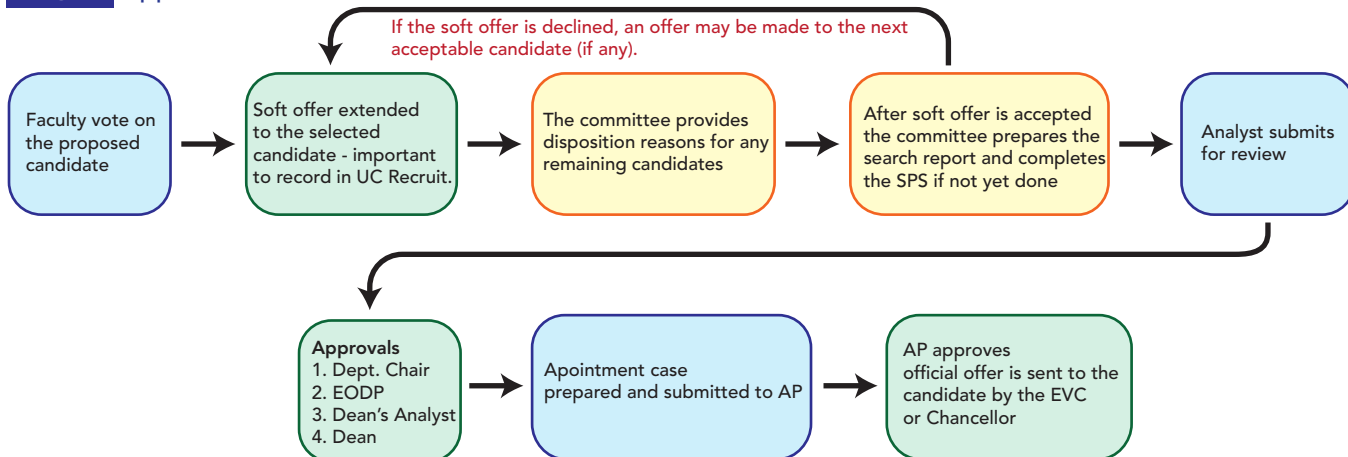 If the soft offer is declined, an offer may be made to the next
acceptable candidate (if any).
Faculty vote on
the proposed
candidate
Soft offer extended
to the selected
candidate - important
to record in UC Recruit.
The committee provides
disposition reasons for any
remaining candidates
After soft offer is accepted
the committee prepares the
search report and completes
the SPS if not yet done
Analyst submits
for review
Approvals
1. Dept. Chair
2. EODP
3. Dean’s Analyst
4. Dean
Apointment case
prepared and submitted to AP
AP approves
official offer is sent to the
candidate by the EVC
or Chancellor